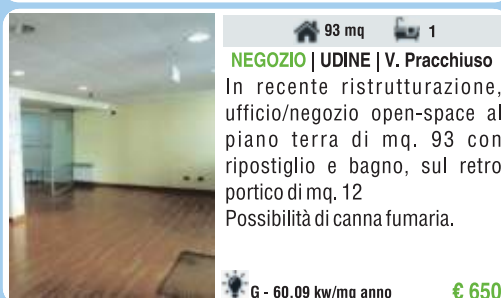 93 mq 1
NEGOZIO | UDINE | V. Pracchiuso
In recente ristrutturazione,
ufficio/negozio open-space al
piano terra di mq. 93 con
ripostiglio e bagno, sul retro
portico di mq. 12
Possibilità di canna fumaria.
G - 60.09 kw/mq anno € 650